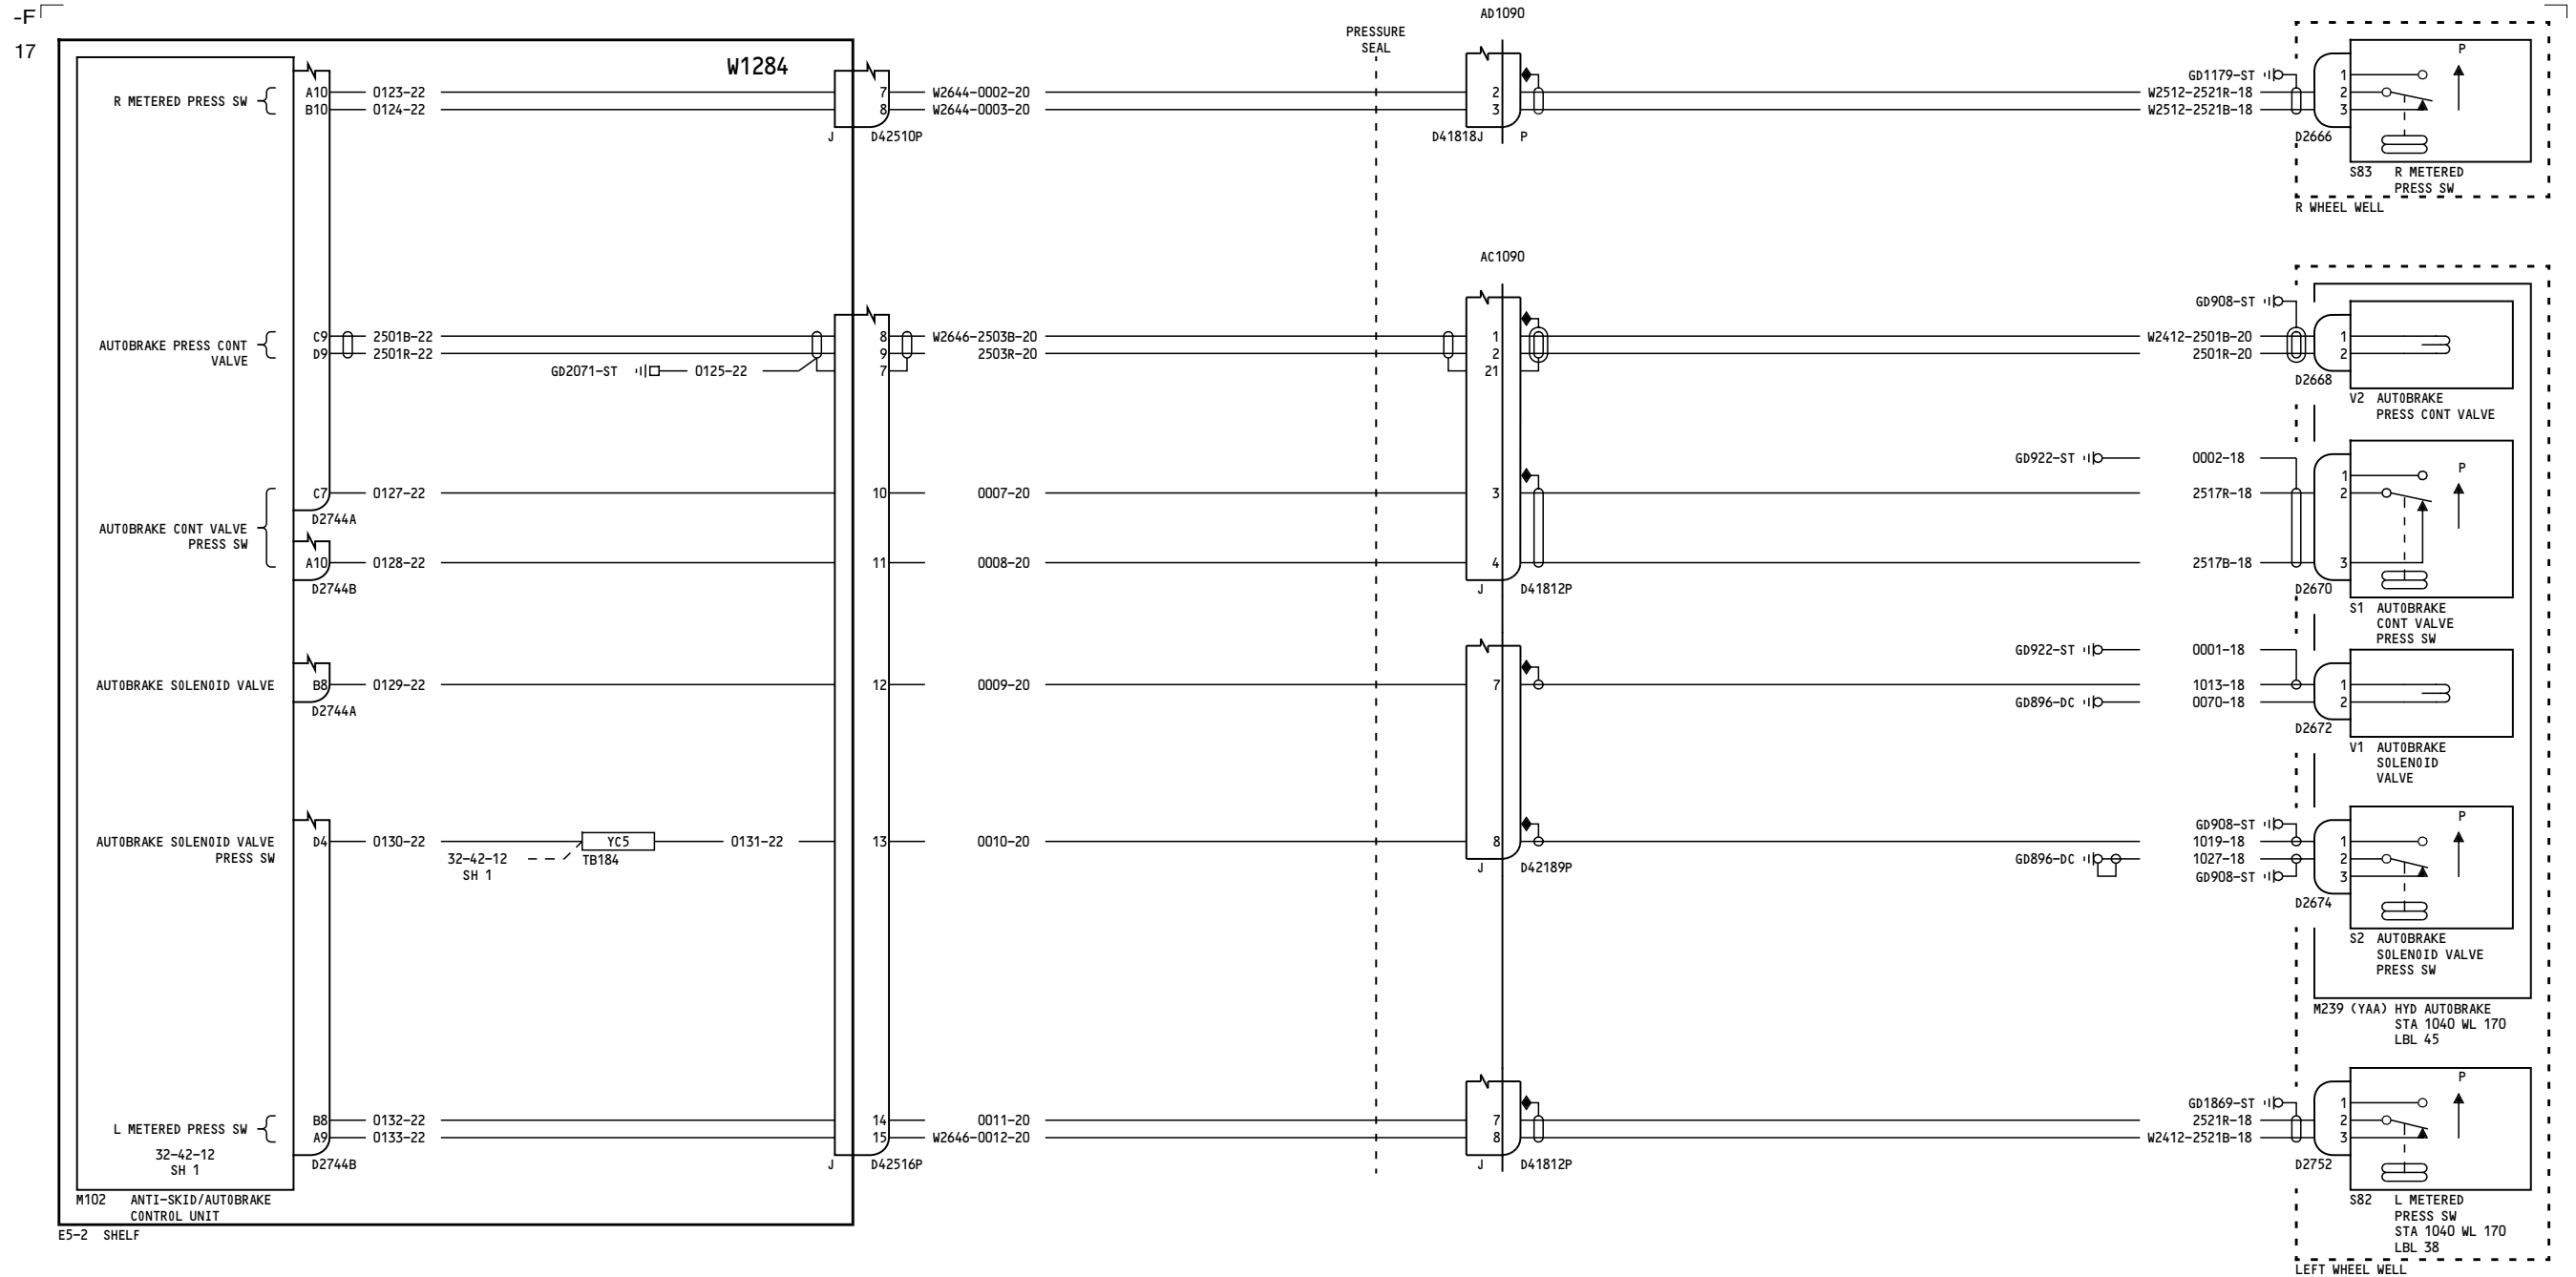 -F
17
W1284
R METERED PRESS SW
A10
B10
0123-22
0124-22
7
8
J
D42510P
W2644-0002-20
W2644-0003-20
PRESSURE
SEAL
AD1090
2
3
D41818J
P
GD1179-ST
W2512-2521R-18
W2512-2521B-18
1
2
3
D2666
P
S83
R METERED
PRESS SW
R WHEEL WELL
AUTOBRAKE PRESS CONT
VALVE
C9
D9
2501B-22
2501R-22
GD2071-ST
0125-22
8
9
7
W2646-2503B-20
2503R-20
AC1090
1
2
21
GD908-ST
W2412-2501B-20
2501R-20
1
2
D2668
V2
AUTOBRAKE
PRESS CONT VALVE
AUTOBRAKE CONT VALVE
PRESS SW
C7
D2744A
A10
D2744B
0127-22
0128-22
10
11
0007-20
0008-20
3
4
J
D41812P
GD922-ST
0002-18
2517R-18
2517B-18
1
2
3
D2670
P
S1
AUTOBRAKE
CONT VALVE
PRESS SW
AUTOBRAKE SOLENOID VALVE
B8
D2744A
0129-22
12
0009-20
7
GD922-ST
0001-18
1013-18
GD896-DC
0070-18
1
2
D2672
V1
AUTOBRAKE
SOLENOID
VALVE
AUTOBRAKE SOLENOID VALVE
PRESS SW
D4
0130-22
32-42-12
SH 1
YC5
TB184
0131-22
13
0010-20
8
J
D42189P
GD908-ST
1019-18
GD896-DC
1027-18
GD908-ST
1
2
3
D2674
P
S2
AUTOBRAKE
SOLENOID VALVE
PRESS SW
M239 (YAA) HYD AUTOBRAKE
STA 1040 WL 170
LBL 45
L METERED PRESS SW
32-42-12
SH 1
B8
A9
D2744B
0132-22
0133-22
14
15
J
D42516P
0011-20
W2646-0012-20
7
8
J
D41812P
GD1869-ST
2521R-18
W2412-2521B-18
1
2
3
D2752
P
S82
L METERED
PRESS SW
STA 1040 WL 170
LBL 38
LEFT WHEEL WELL
M102
ANTI-SKID/AUTOBRAKE
CONTROL UNIT
E5-2 SHELF